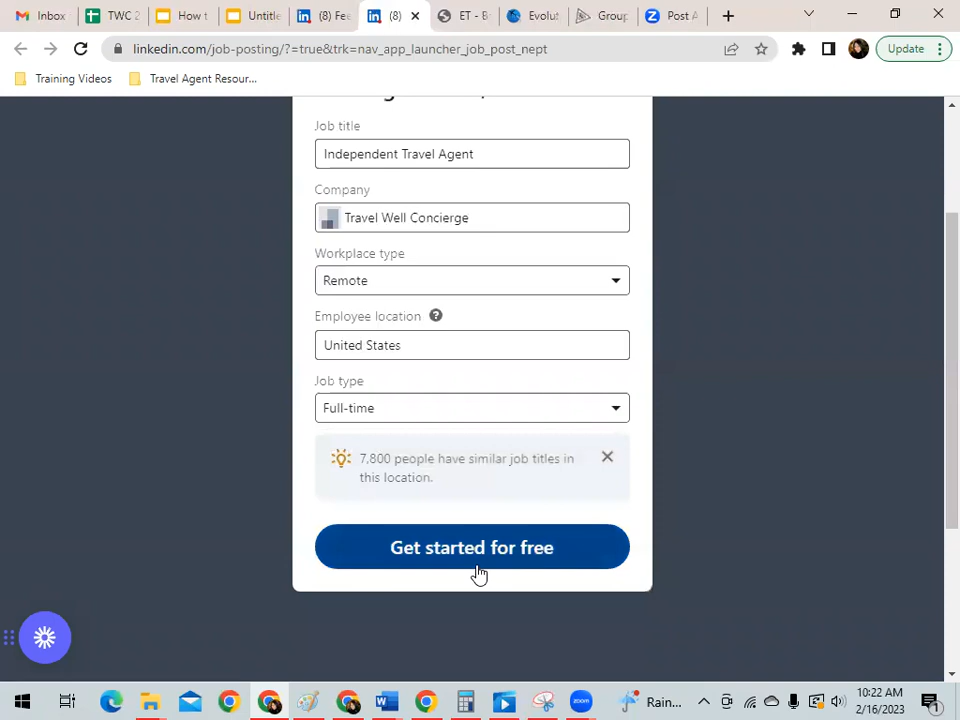 Inbox
TWC 2
How t
Untitle
(8) Fee
(8)
ET - B
Evolut
Group
Post A
linkedin.com/job-posting/?=true&trk=nav_app_launcher_job_post_nept
Update
Training Videos
Travel Agent Resour...
Job title
Independent Travel Agent
Company
Travel Well Concierge
Workplace type
Remote
Employee location
United States
Job type
Full-time
7,800 people have similar job titles in
this location.
Get started for free
Rain...
10:22 AM
2/16/2023